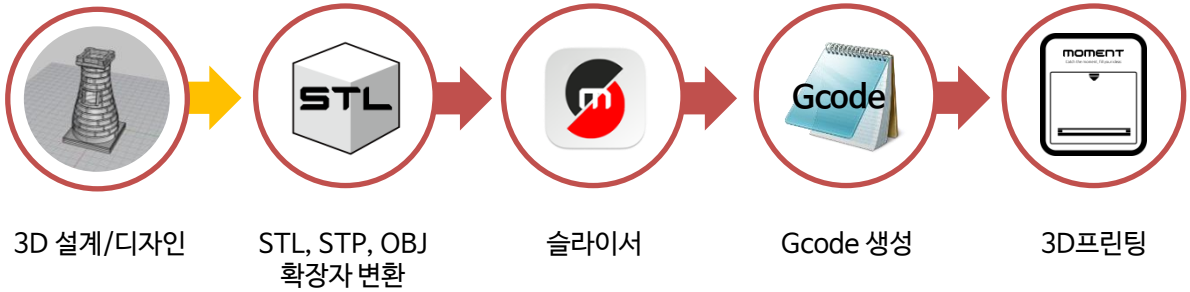 STL
m
Gcode
MOMENT
3D 설계/디자인
STL, STP, OBJ
확장자 변환
슬라이서
Gcode 생성
3D프린팅